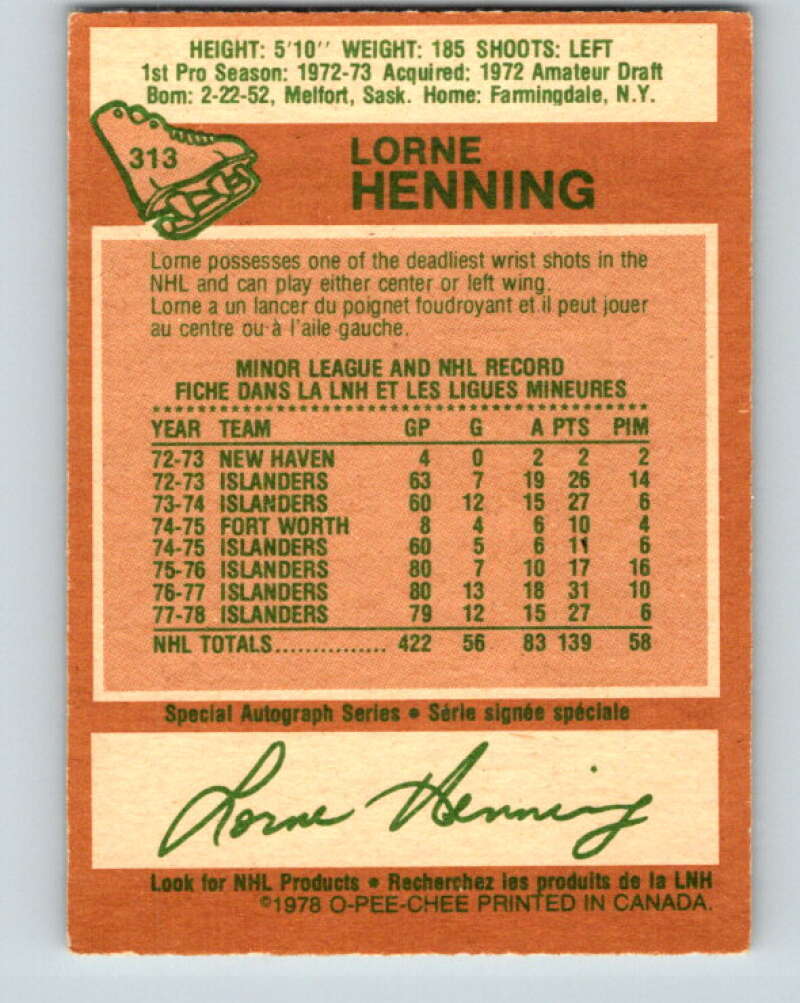 HEIGHT: 5'10'' WEIGHT: 185 SHOOTS: LEFT
1st Pro Season: 1972-73 Acquired: 1972 Amateur Draft
Born: 2-22-52, Melfort, Sask. Home: Farmingdale, N.Y.
313
LORNE
HENNING
Lorne possesses one of the deadliest wrist shots in the
NHL and can play either center or left wing.
Lorne a un lancer du poignet foudroyant et il peut jouer
au centre ou à l'aile gauche.
MINOR LEAGUE AND NHL RECORD
FICHE DANS LA LNH ET LES LIGUES MINEURES
YEAR TEAM GP G A PTS PIM
72-73 NEW HAVEN 4 0 2 2 2
72-73 ISLANDERS 63 7 19 26 14
73-74 ISLANDERS 60 12 15 27 6
74-75 FORT WORTH 8 4 6 10 4
74-75 ISLANDERS 60 5 6 11 6
75-76 ISLANDERS 80 7 10 17 16
76-77 ISLANDERS 80 13 18 31 10
77-78 ISLANDERS 79 12 15 27 6
NHL TOTALS................ 422 56 83 139 58
Special Autograph Series • Série signée spéciale
Lorne Henning
Look for NHL Products • Recherchez les produits de la LNH
©1978 O-PEE-CHEE PRINTED IN CANADA.